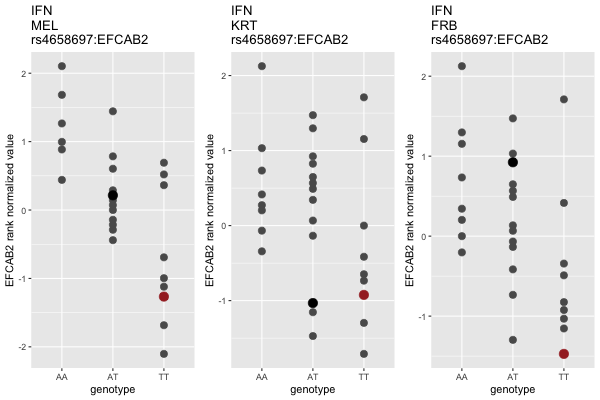 IFN
MEL
rs4658697:EFCAB2
EFCAB2 rank normalized value
2
1
0
-1
-2
AA AT TT
genotype
IFN
KRT
rs4658697:EFCAB2
EFCAB2 rank normalized value
2
1
0
-1
AA AT TT
genotype
IFN
FRB
rs4658697:EFCAB2
EFCAB2 rank normalized value
2
1
0
-1
AA AT TT
genotype